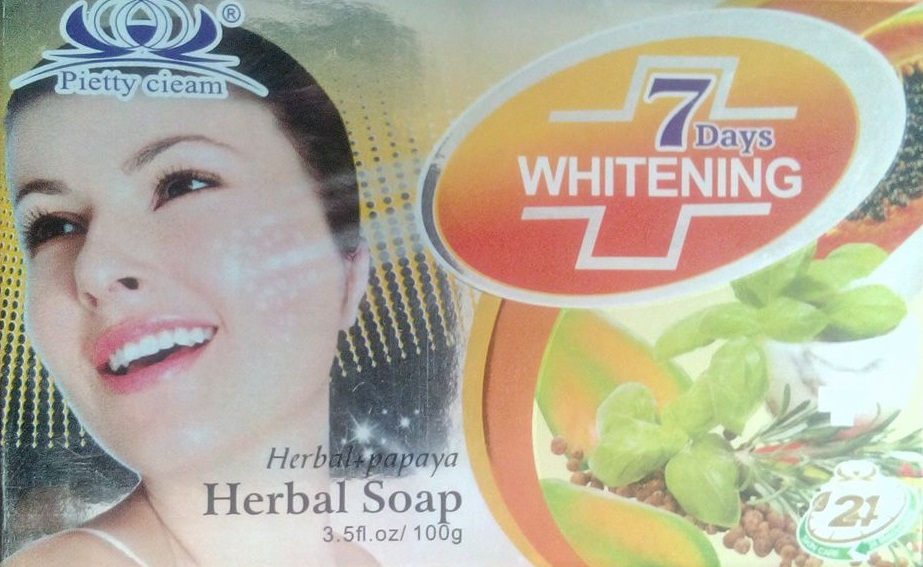 ®
Pietty cieam
7 Days
WHITENING
Herbal+papaya
Herbal Soap
3.5fl.oz/ 100g
21